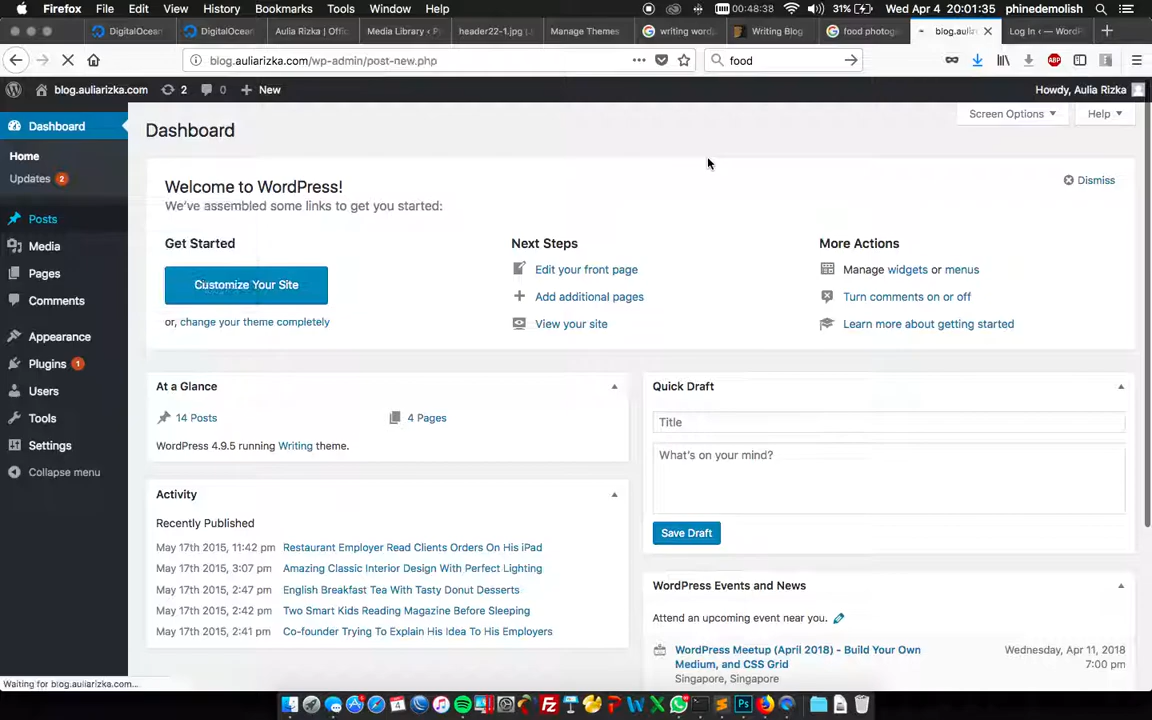 Firefox File Edit View History Bookmarks Tools Window Help 00:48:38 31% Wed Apr 4 20:01:35 phinedemolish
DigitalOcean DigitalOcean Aulia Rizka | Offic Media Library ‹ P header22-1.jpg ( Manage Themes writing word Writing Blog food photog blog.auliarizk Log In ‹ — WordP
blog.auliarizka.com/wp-admin/post-new.php food ABP
blog.auliarizka.com 2 0 + New Howdy, Aulia Rizka
Dashboard
Home
Updates 2
Posts
Media
Pages
Comments
Appearance
Plugins 1
Users
Tools
Settings
Collapse menu
Screen Options Help
Dashboard
Welcome to WordPress! Dismiss
We've assembled some links to get you started:
Get Started
Customize Your Site
or, change your theme completely
Next Steps
Edit your front page
Add additional pages
View your site
More Actions
Manage widgets or menus
Turn comments on or off
Learn more about getting started
At a Glance
14 Posts 4 Pages
WordPress 4.9.5 running Writing theme.
Activity
Recently Published
May 17th 2015, 11:42 pm Restaurant Employer Read Clients Orders On His iPad
May 17th 2015, 3:07 pm Amazing Classic Interior Design With Perfect Lighting
May 17th 2015, 2:47 pm English Breakfast Tea With Tasty Donut Desserts
May 17th 2015, 2:42 pm Two Smart Kids Reading Magazine Before Sleeping
May 17th 2015, 2:41 pm Co-founder Trying To Explain His Idea To His Employers
Quick Draft
Title
What's on your mind?
Save Draft
WordPress Events and News
Attend an upcoming event near you.
WordPress Meetup (April 2018) - Build Your Own Wednesday, Apr 11, 2018
Medium, and CSS Grid 7:00 pm
Singapore, Singapore
Waiting for blog.auliarizka.com...